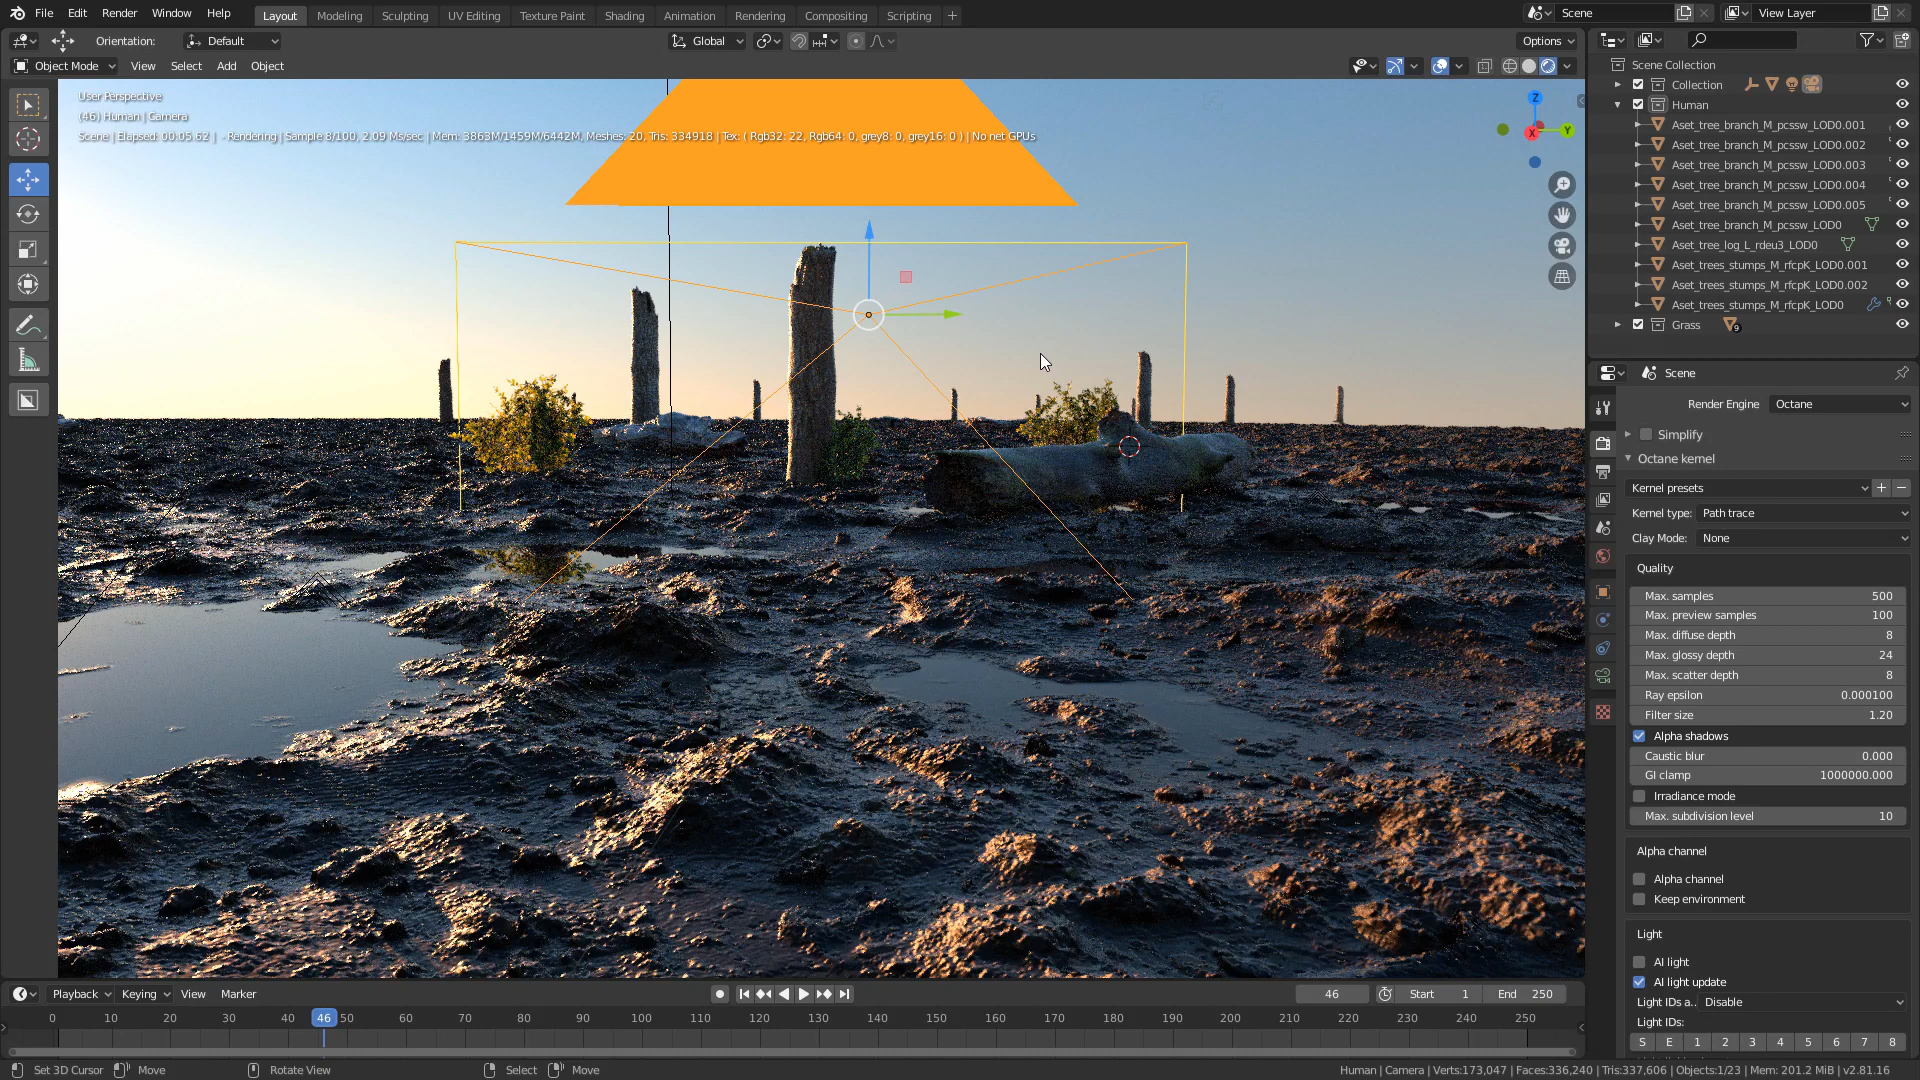 File Edit Render Window Help
Layout Modeling Sculpting UV Editing Texture Paint Shading Animation Rendering Compositing Scripting +
Scene View Layer
Orientation: Default Global Options
Object Mode View Select Add Object
User Perspective
(46) Human | Camera
Scene | Elapsed: 00:05.62 | - Rendering | Sample 8/100, 2.09 Ms/sec | Mem: 3863M/1459M/6442M, Meshes: 20, Tris: 334918 | Tex: ( Rgb32: 22, Rgb64: 0, grey8: 0, grey16: 0 ) | No net GPUs
Z
X
Y
Scene Collection
Collection
Human
Aset_tree_branch_M_pcssw_LOD0.001
Aset_tree_branch_M_pcssw_LOD0.002
Aset_tree_branch_M_pcssw_LOD0.003
Aset_tree_branch_M_pcssw_LOD0.004
Aset_tree_branch_M_pcssw_LOD0.005
Aset_tree_branch_M_pcssw_LOD0
Aset_tree_log_L_rdeu3_LOD0
Aset_trees_stumps_M_rfcpK_LOD0.001
Aset_trees_stumps_M_rfcpK_LOD0.002
Aset_trees_stumps_M_rfcpK_LOD0
Grass 9
Scene
Render Engine Octane
Simplify
Octane kernel
Kernel presets + −
Kernel type: Path trace
Clay Mode: None
Quality
Max. samples 500
Max. preview samples 100
Max. diffuse depth 8
Max. glossy depth 24
Max. scatter depth 8
Ray epsilon 0.000100
Filter size 1.20
Alpha shadows
Caustic blur 0.000
GI clamp 1000000.000
Irradiance mode
Max. subdivision level 10
Alpha channel
Alpha channel
Keep environment
Light
AI light
AI light update
Light IDs a.. Disable
Light IDs:
S E 1 2 3 4 5 6 7 8
Playback Keying View Marker 46 Start 1 End 250
0 10 20 30 40 46 50 60 70 80 90 100 110 120 130 140 150 160 170 180 190 200 210 220 230 240 250
Set 3D Cursor Move Rotate View Select Move Human | Camera | Verts:173,047 | Faces:336,240 | Tris:337,606 | Objects:1/23 | Mem: 201.2 MiB | v2.81.16